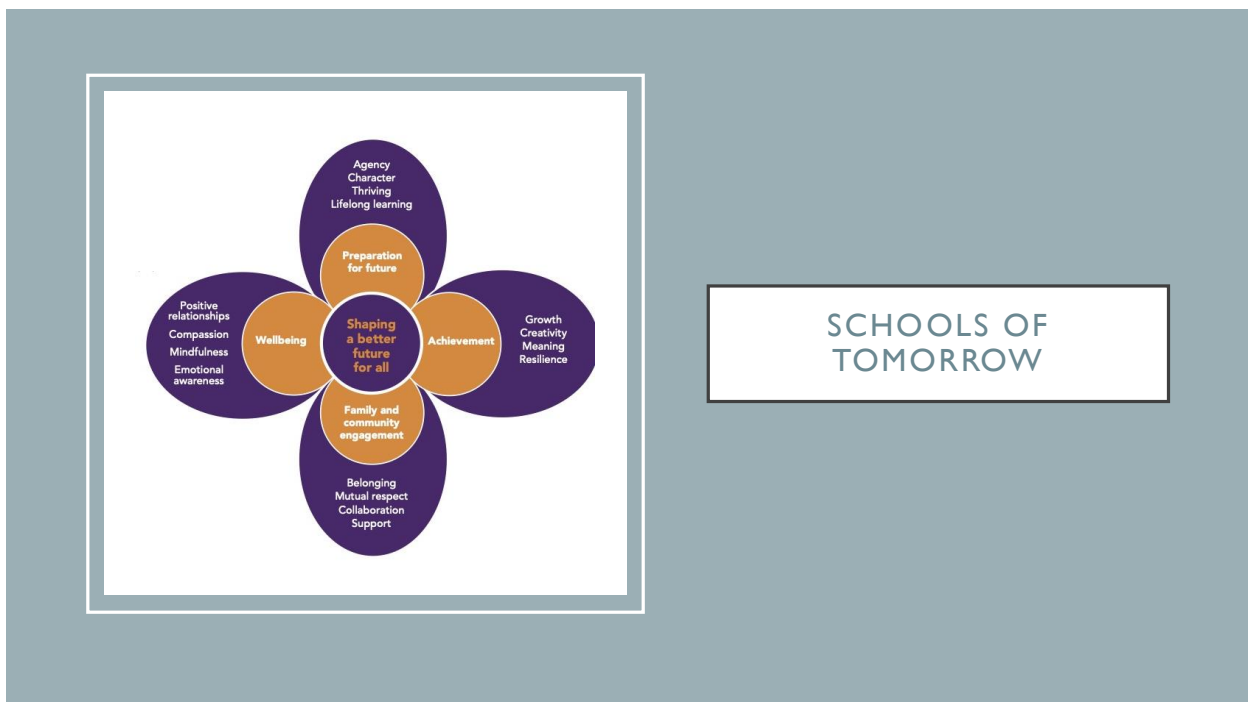 Agency
Character
Thriving
Lifelong learning
Preparation
for future
Positive
relationships
Compassion
Mindfulness
Emotional
awareness
Wellbeing
Shaping
a better
future
for all
Achievement
Growth
Creativity
Meaning
Resilience
Family and
community
engagement
Belonging
Mutual respect
Collaboration
Support
SCHOOLS OF
TOMORROW